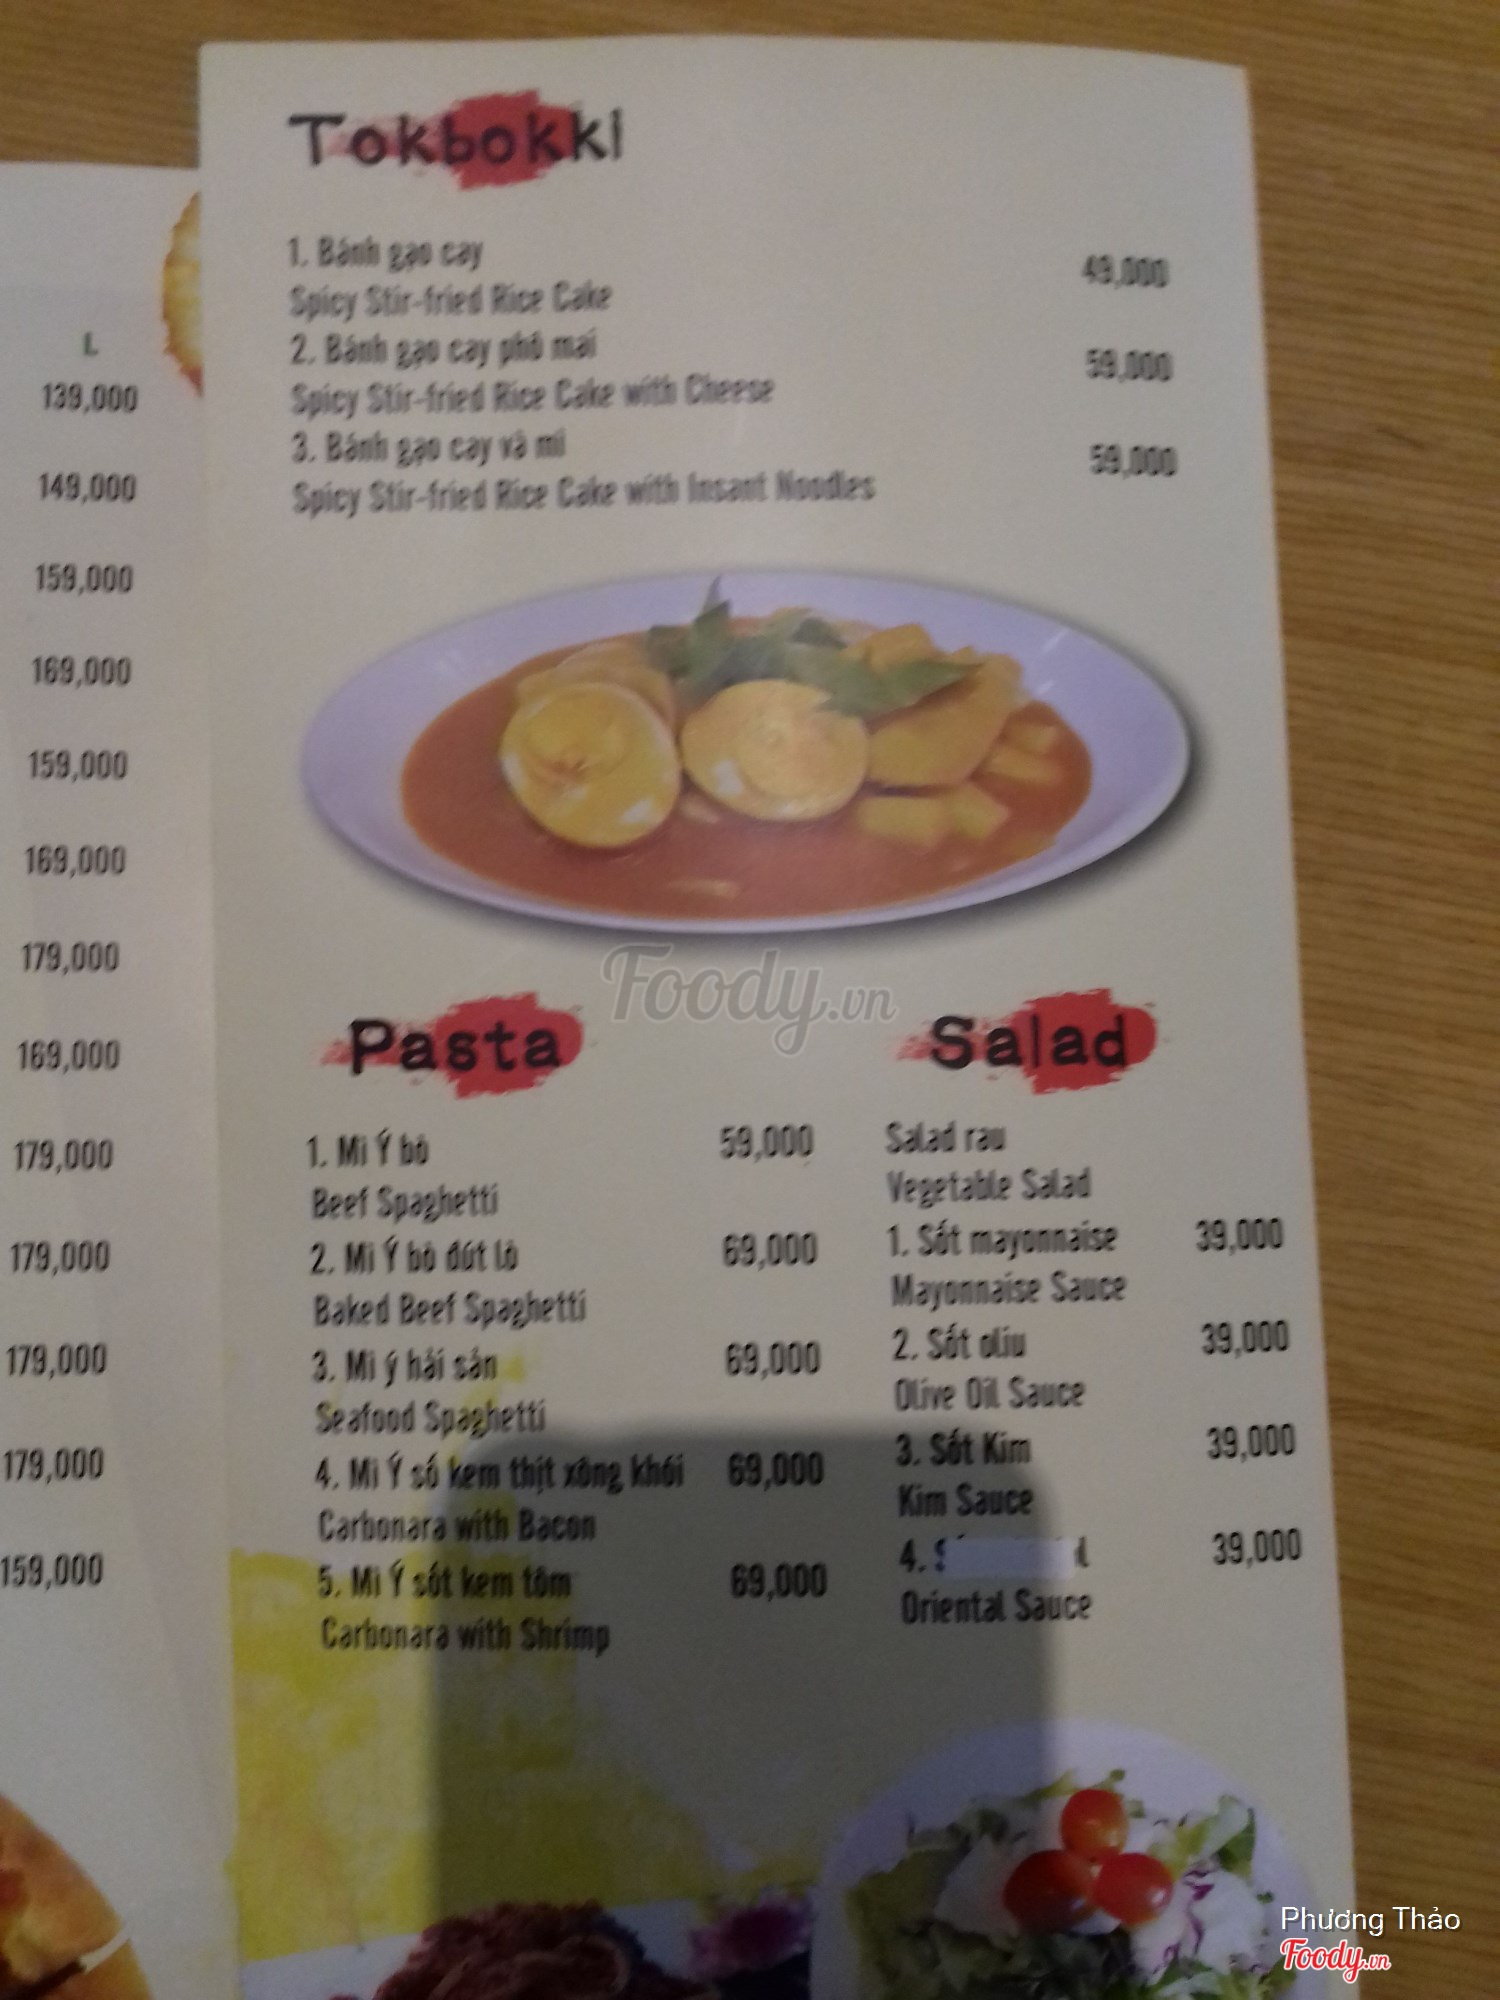 L
139,000
149,000
159,000
169,000
159,000
169,000
179,000
169,000
179,000
179,000
179,000
179,000
159,000
Tokbokki
1. Bánh gạo cay 49,000
Spicy Stir-fried Rice Cake
2. Bánh gạo cay phô mai 59,000
Spicy Stir-fried Rice Cake with Cheese
3. Bánh gạo cay và mì 59,000
Spicy Stir-fried Rice Cake with Insant Noodles
Foody.vn
Pasta
1. Mì Ý bò 59,000
Beef Spaghetti
2. Mì Ý bò đút lò 69,000
Baked Beef Spaghetti
3. Mì ý hải sản 69,000
Seafood Spaghetti
4. Mì Ý số kem thịt xông khói 69,000
Carbonara with Bacon
5. Mì Ý sốt kem tôm 69,000
Carbonara with Shrimp
Salad
Salad rau
Vegetable Salad
1. Sốt mayonnaise 39,000
Mayonnaise Sauce
2. Sốt oliu 39,000
Olive Oil Sauce
3. Sốt Kim 39,000
Kim Sauce
4. 39,000
Oriental Sauce
Phương Thảo
Foody.vn